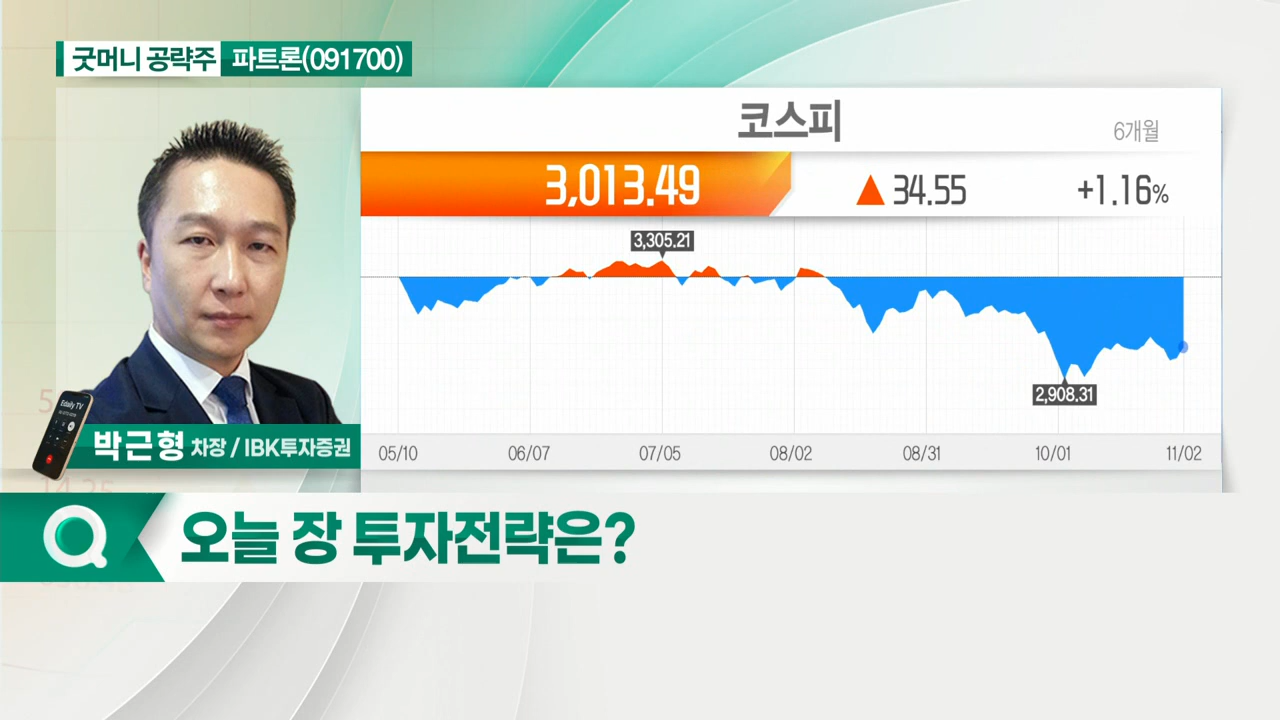 굿머니 공략주 파트론(091700)
코스피
6개월
3,013.49 ▲ 34.55 +1.16%
3,305.21
2,908.31
05/10 06/07 07/05 08/02 08/31 10/01 11/02
Edaily TV
박근형 차장 / IBK투자증권
Q 오늘 장 투자전략은?